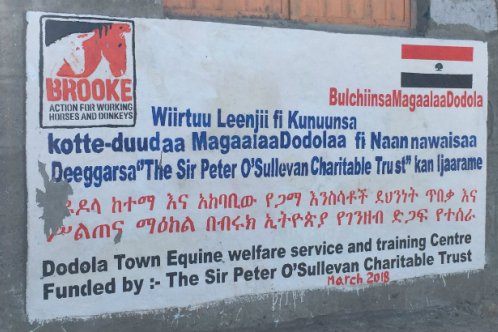 BROOKE
ACTION FOR WORKING
HORSES AND DONKEYS
BulchiinsaMagaalaaDodola
Wiirtuu Leenjii fi Kunuunsa
kotte-duudaa MagaalaaDodolaa fi Naannawaisaa
Deeggarsa"The Sir Peter O'Sullevan Charitable Trust" kan Ijaarame
ዶዶላ ከተማ እና አከባቢው የጋማ እንስሳቶች ደህንነት ጥበቃ እና
ሥልጠና ማዕከል በብሩክ ኢትዮጵያ የገንዘብ ድጋፍ የተሰራ
Dodola Town Equine welfare service and training Centre
Funded by :- The Sir Peter O'Sullevan Charitable Trust
March 2018